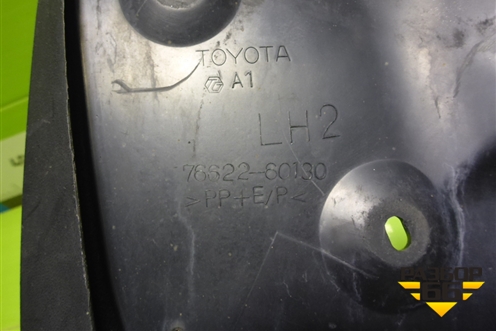 TOYOTA
A1
LH2
76622-60130
>PP+E/P<